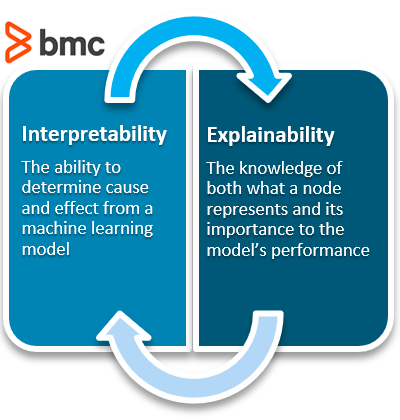 bmc
Interpretability
The ability to
determine cause
and effect from a
machine learning
model
Explainability
The knowledge of
both what a node
represents and its
importance to the
model's performance